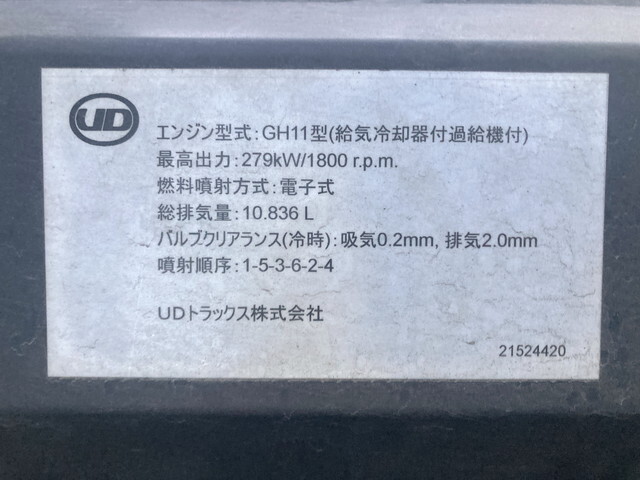 UD
エンジン型式:GH11型(給気冷却器付過給機付)
最高出力:279kW/1800 r.p.m.
燃料噴射方式:電子式
総排気量:10.836 L
バルブクリアランス(冷時):吸気0.2mm, 排気2.0mm
噴射順序:1-5-3-6-2-4
UDトラックス株式会社
21524420